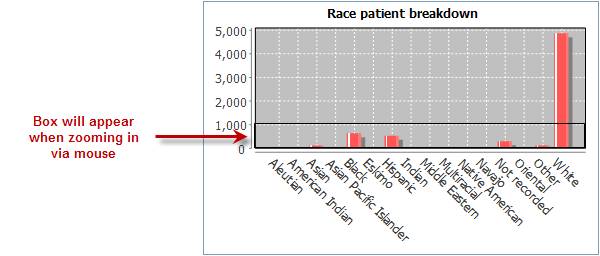 Race patient breakdown
5,000
4,000
3,000
2,000
1,000
0
Box will appear
when zooming in
via mouse
Aleutian
American Indian
Asian
Asian Pacific Islander
Black
Eskimo
Hispanic
Indian
Middle Eastern
Multiracial
Native American
Navajo
Not recorded
Oriental
Other
White